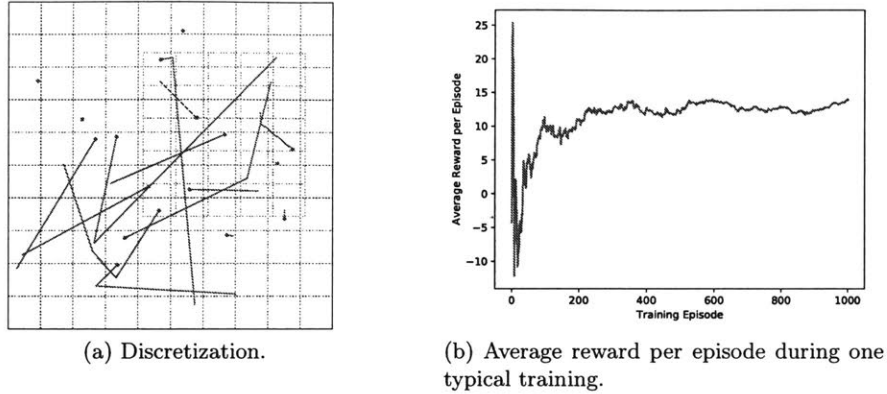 25
20
15
10
5
0
−5
−10
Average Reward per Episode
0 200 400 600 800 1000
Training Episode
(a) Discretization.
(b) Average reward per episode during one
typical training.